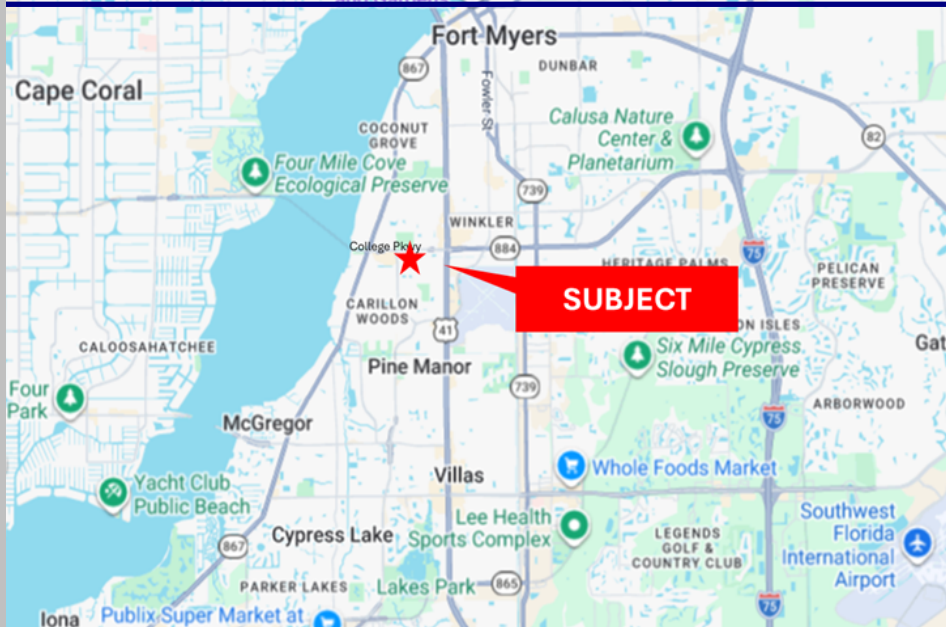 Fort Myers
867
DUNBAR
Fowler St
Cape Coral
Calusa Nature
Center &
Planetarium
COCONUT
GROVE
82
Four Mile Cove
Ecological Preserve
739
WINKLER
College Pkwy
884
75
HERITAGE PALMS
PELICAN
PRESERVE
SUBJECT
CARILLON
WOODS
41
ON ISLES
CALOOSAHATCHEE
Six Mile Cypress
Slough Preserve
Gat
Pine Manor
Four
Park
739
ARBORWOOD
75
McGregor
Villas
Whole Foods Market
Yacht Club
Public Beach
Southwest
Florida
International
Airport
Lee Health
Sports Complex
Cypress Lake
LEGENDS
GOLF &
COUNTRY CLUB
867
PARKER LAKES
Lakes Park
865
75
Iona
Publix Super Market at